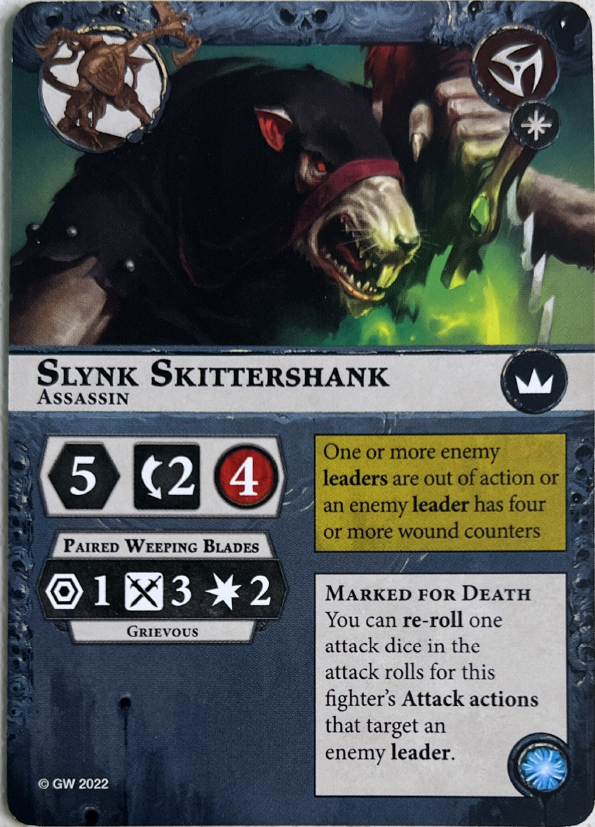 SLYNK SKITTERSHANK
ASSASSIN
5 2 4
PAIRED WEEPING BLADES
1 3 2
GRIEVOUS
One or more enemy
leaders are out of action or
an enemy leader has four
or more wound counters
MARKED FOR DEATH
You can re-roll one
attack dice in the
attack rolls for this
fighter's Attack actions
that target an
enemy leader.
© GW 2022